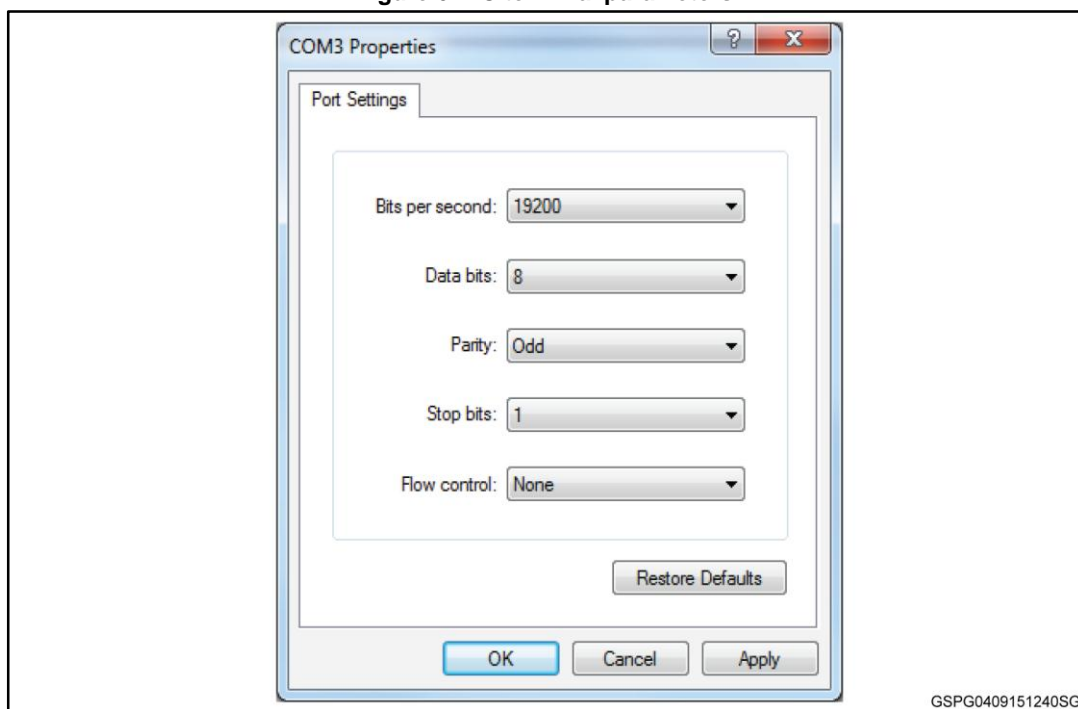 COM3 Properties
Port Settings
Bits per second: 19200
Data bits: 8
Parity: Odd
Stop bits: 1
Flow control: None
Restore Defaults
OK Cancel Apply
GSPG0409151240SG